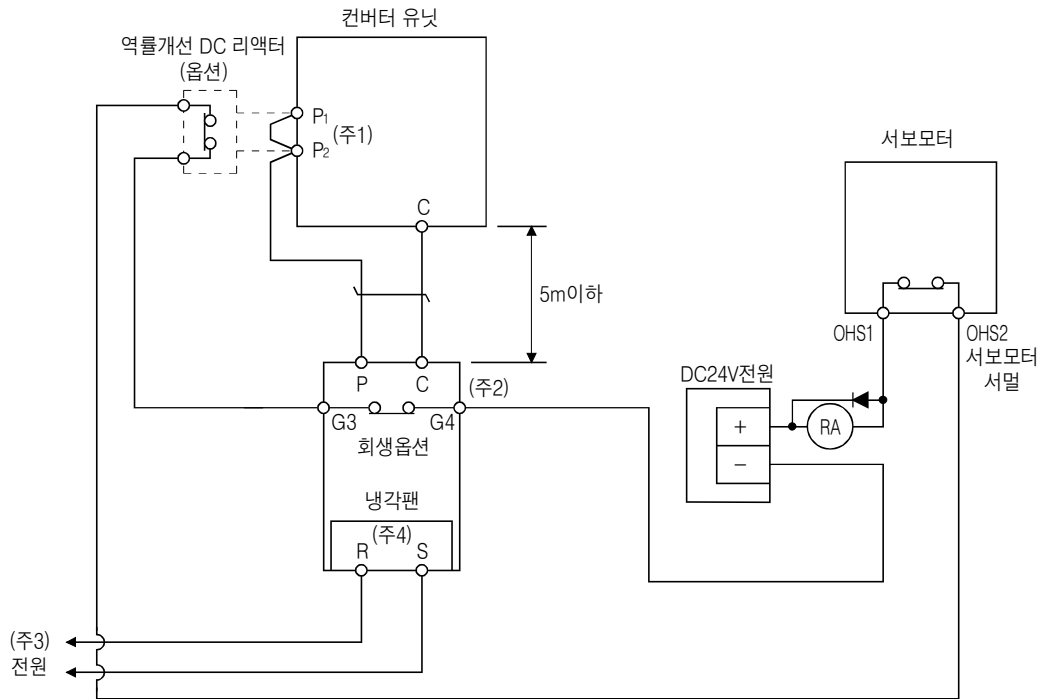 컨버터 유닛
역률개선 DC 리액터
(옵션)
P1
(주1)
P2
C
서보모터
5m이하
OHS1
OHS2
서보모터
서멀
DC24V전원
P
C
(주2)
+
RA
G3
G4
회생옵션
−
냉각팬
(주4)
R
S
(주3)
전원